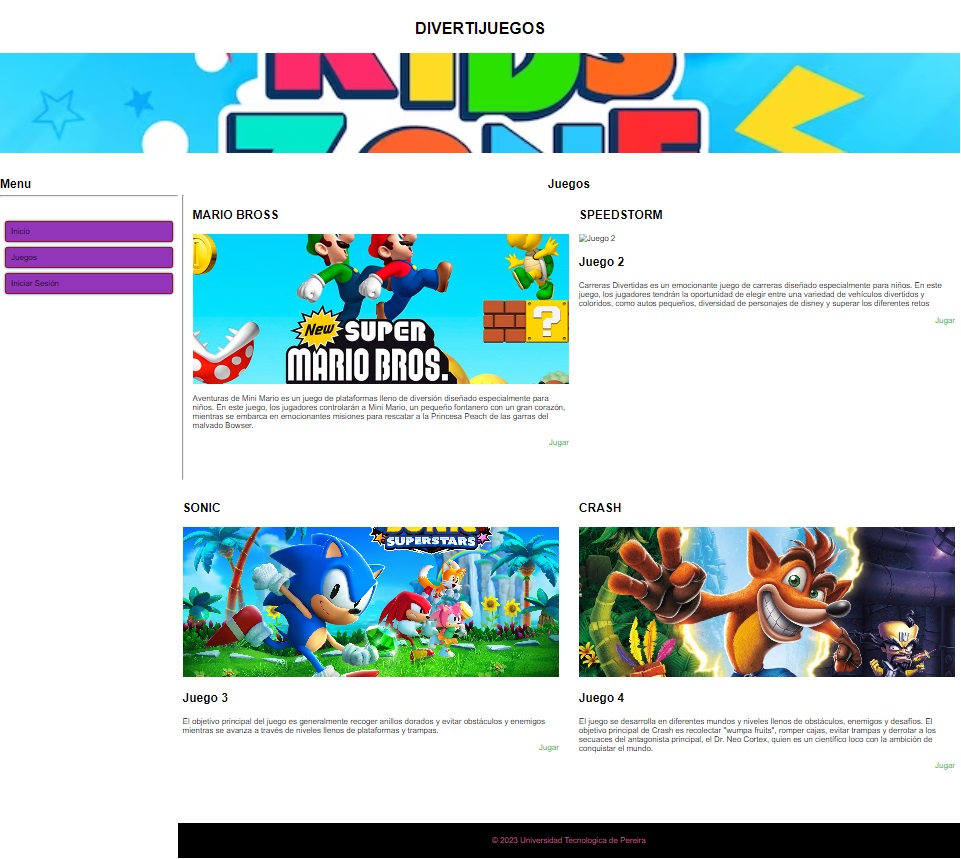 DIVERTIJUEGOS
KIDS
ZONE
Menu
Inicio
Juegos
Iniciar Sesión
Juegos
MARIO BROSS
New SUPER
MARIO BROS.
Aventuras de Mini Mario es un juego de plataformas lleno de diversión diseñado especialmente para
niños. En este juego, los jugadores controlarán a Mini Mario, un pequeño fontanero con un gran corazón,
mientras se embarca en emocionantes misiones para rescatar a la Princesa Peach de las garras del
malvado Bowser.
Jugar
SPEEDSTORM
Juego 2
Juego 2
Carreras Divertidas es un emocionante juego de carreras diseñado especialmente para niños. En este
juego, los jugadores tendrán la oportunidad de elegir entre una variedad de vehículos divertidos y
coloridos, como autos pequeños, diversidad de personajes de disney y superar los diferentes retos
Jugar
SONIC
SONIC
SUPERSTARS
Juego 3
El objetivo principal del juego es generalmente recoger anillos dorados y evitar obstáculos y enemigos
mientras se avanza a través de niveles llenos de plataformas y trampas.
Jugar
CRASH
Juego 4
El juego se desarrolla en diferentes mundos y niveles llenos de obstáculos, enemigos y desafíos. El
objetivo principal de Crash es recolectar "wumpa fruits", romper cajas, evitar trampas y derrotar a los
secuaces del antagonista principal, el Dr. Neo Cortex, quien es un científico loco con la ambición de
conquistar el mundo.
Jugar
© 2023 Universidad Tecnologica de Pereira